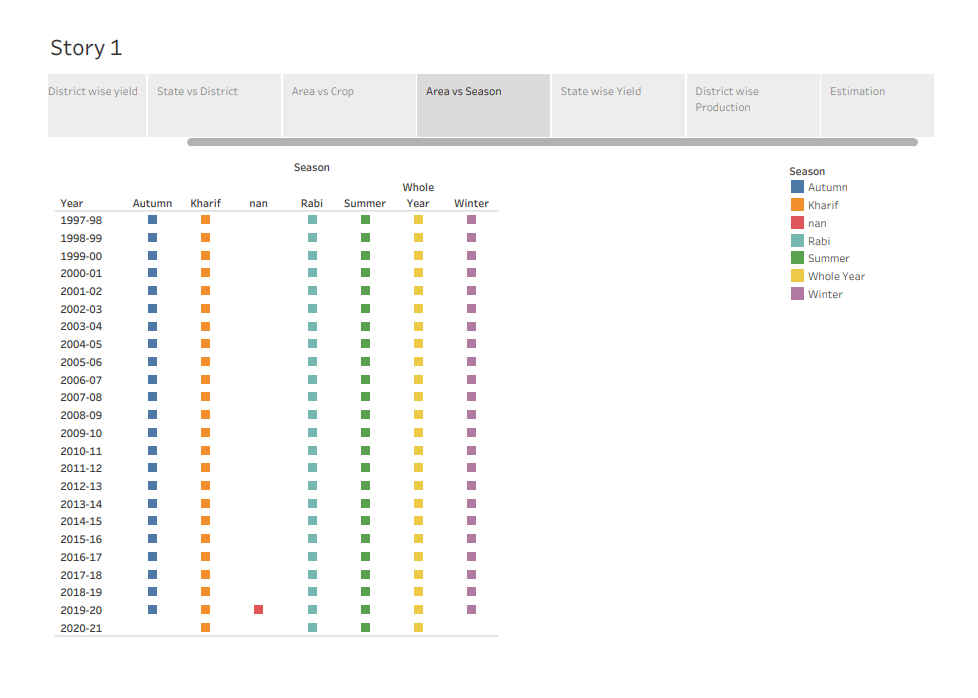 Story 1
District wise yield
State vs District
Area vs Crop
Area vs Season
State wise Yield
District wise
Production
Estimation
Season
Year Autumn Kharif nan Rabi Summer Whole Year Winter
1997-98
1998-99
1999-00
2000-01
2001-02
2002-03
2003-04
2004-05
2005-06
2006-07
2007-08
2008-09
2009-10
2010-11
2011-12
2012-13
2013-14
2014-15
2015-16
2016-17
2017-18
2018-19
2019-20
2020-21
Season
Autumn
Kharif
nan
Rabi
Summer
Whole Year
Winter